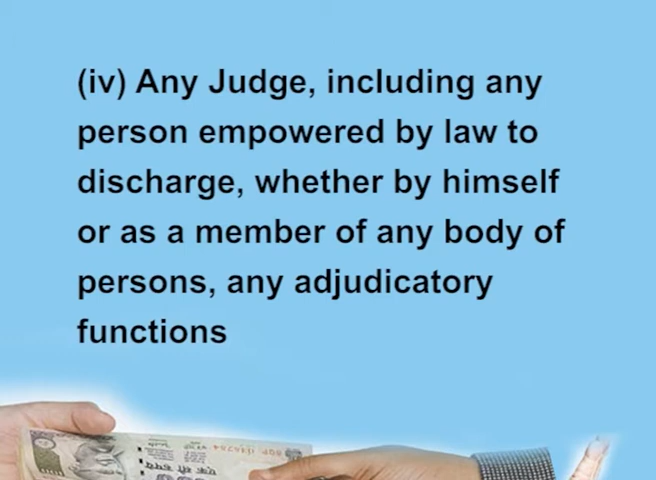 (iv) Any Judge, including any
person empowered by law to
discharge, whether by himself
or as a member of any body of
persons, any adjudicatory
functions